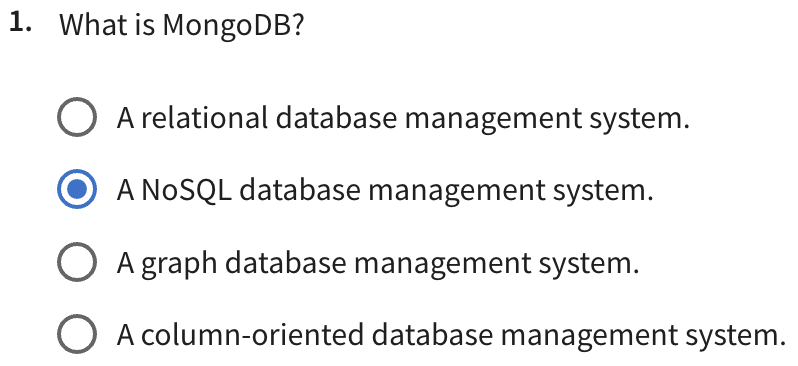 1. What is MongoDB?
A relational database management system.
A NoSQL database management system.
A graph database management system.
A column-oriented database management system.